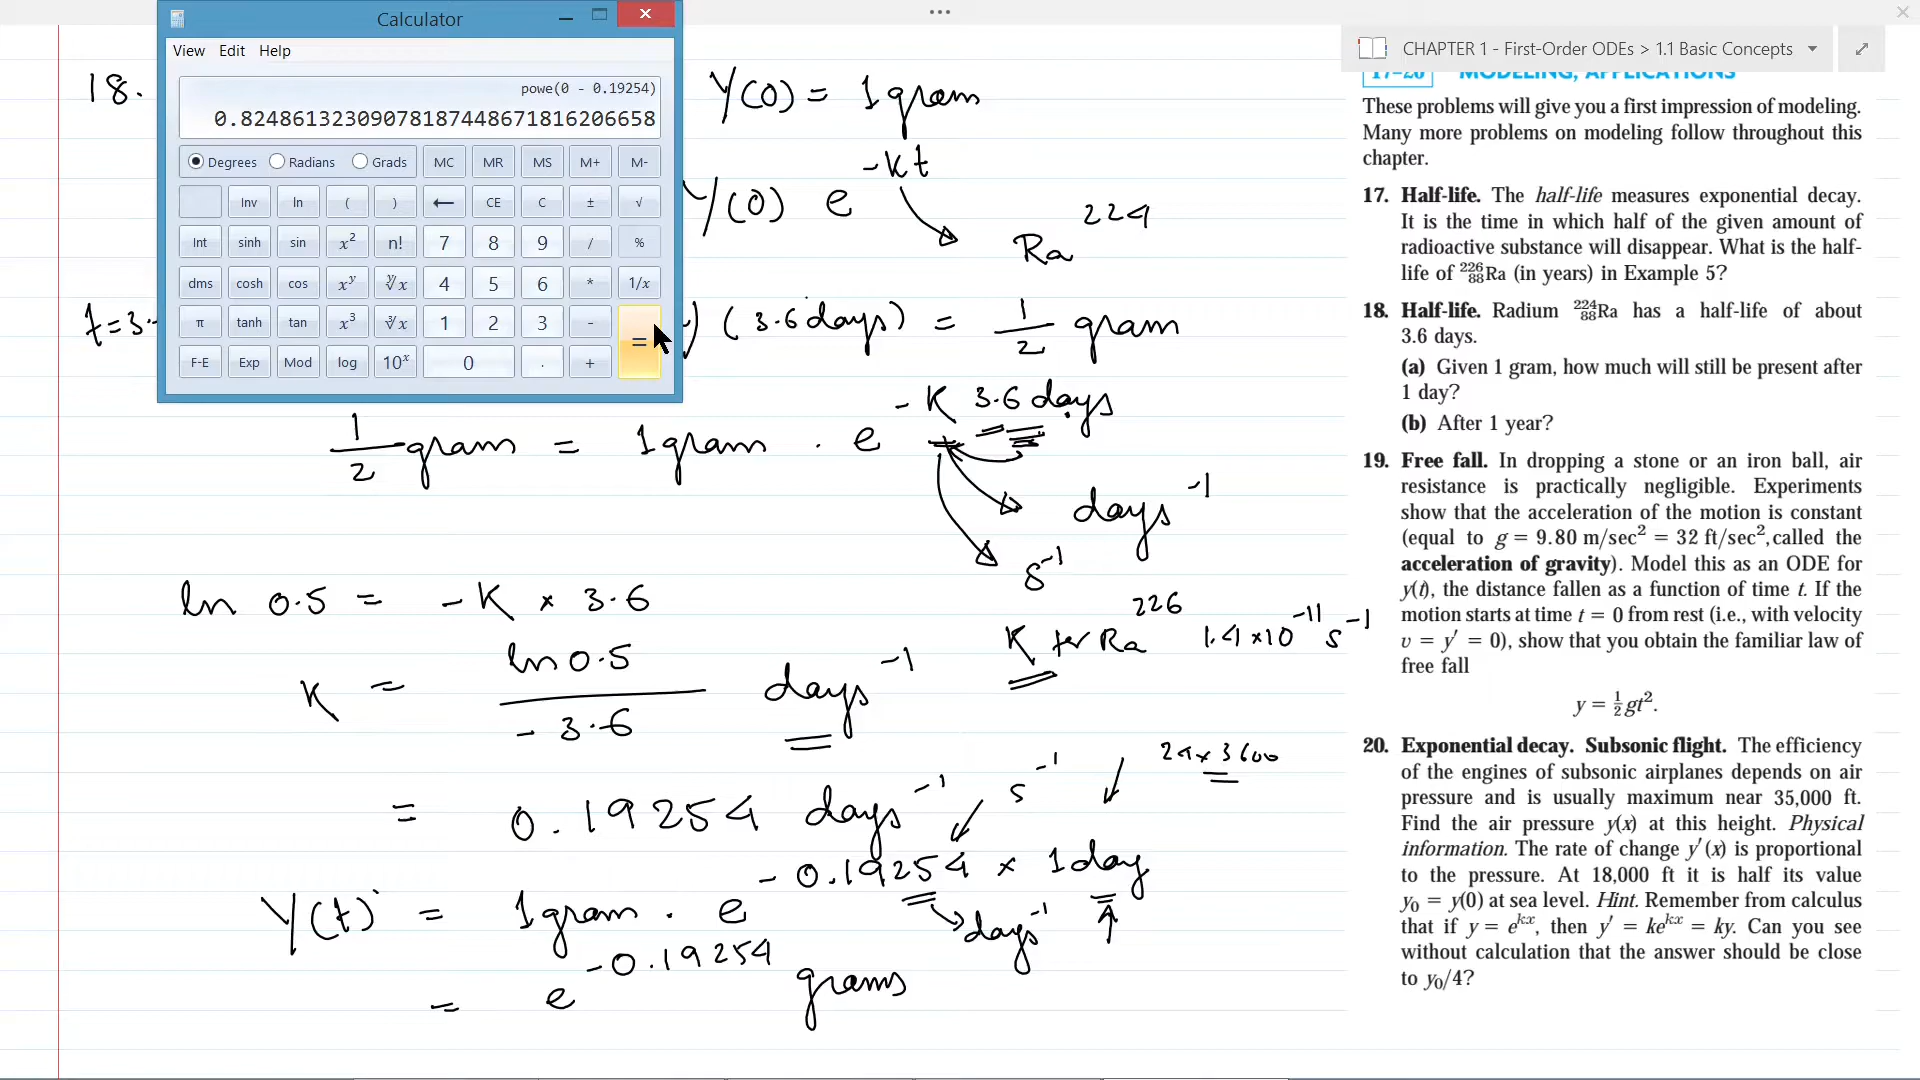 Calculator
View Edit Help
powe(0 - 0.19254)
0.82486132309078187448671816206658
Degrees Radians Grads MC MR MS M+ M-
Inv ln ( ) ← CE C ± √
Int sinh sin x² n! 7 8 9 / %
dms cosh cos xʸ ʸ√x 4 5 6 * 1/x
π tanh tan x³ ³√x 1 2 3 - =
F-E Exp Mod log 10ˣ 0 . +
18. Y(0) = 1 gram
Y(0) e^-Kt
Ra^224
t=3. (3.6 days) = 1/2 gram
1/2 gram = 1 gram . e^-K 3.6 days
days^-1
s^-1
ln 0.5 = -K × 3.6
K for Ra^226 1.4×10^-11 s^-1
K = ln 0.5 / -3.6 days^-1
24×3600
s^-1
= 0.19254 days^-1
Y(t) = 1 gram . e^-0.19254 × 1 day
days^-1
= e^-0.19254 grams
CHAPTER 1 - First-Order ODEs > 1.1 Basic Concepts
17-20 MODELING, APPLICATIONS
These problems will give you a first impression of modeling.
Many more problems on modeling follow throughout this
chapter.
17. Half-life. The half-life measures exponential decay.
It is the time in which half of the given amount of
radioactive substance will disappear. What is the half-
life of ²²⁶₈₈Ra (in years) in Example 5?
18. Half-life. Radium ²²⁴₈₈Ra has a half-life of about
3.6 days.
(a) Given 1 gram, how much will still be present after
1 day?
(b) After 1 year?
19. Free fall. In dropping a stone or an iron ball, air
resistance is practically negligible. Experiments
show that the acceleration of the motion is constant
(equal to g = 9.80 m/sec² = 32 ft/sec², called the
acceleration of gravity). Model this as an ODE for
y(t), the distance fallen as a function of time t. If the
motion starts at time t = 0 from rest (i.e., with velocity
v = y′ = 0), show that you obtain the familiar law of
free fall
y = ½gt².
20. Exponential decay. Subsonic flight. The efficiency
of the engines of subsonic airplanes depends on air
pressure and is usually maximum near 35,000 ft.
Find the air pressure y(x) at this height. Physical
information. The rate of change y′(x) is proportional
to the pressure. At 18,000 ft it is half its value
y₀ = y(0) at sea level. Hint. Remember from calculus
that if y = e^kx, then y′ = ke^kx = ky. Can you see
without calculation that the answer should be close
to y₀/4?